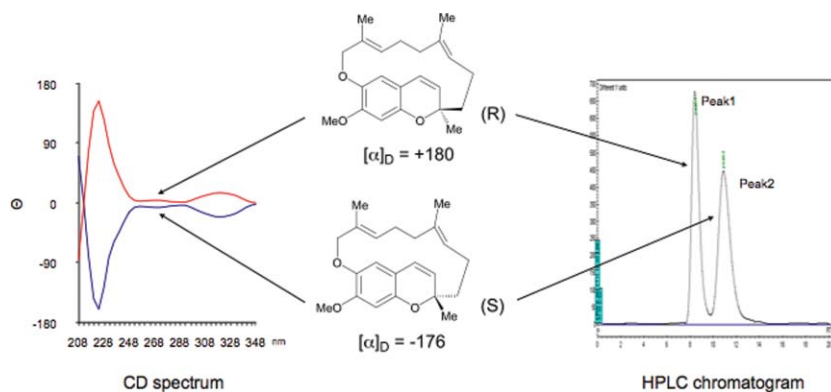 180
90
0
-90
-180
Θ
208 228 248 268 288 308 328 348 nm
CD spectrum
Me
Me
O
MeO
O
Me
(R)
[α]D = +180
Me
Me
O
MeO
O
Me
(S)
[α]D = -176
Peak1
Peak2
HPLC chromatogram